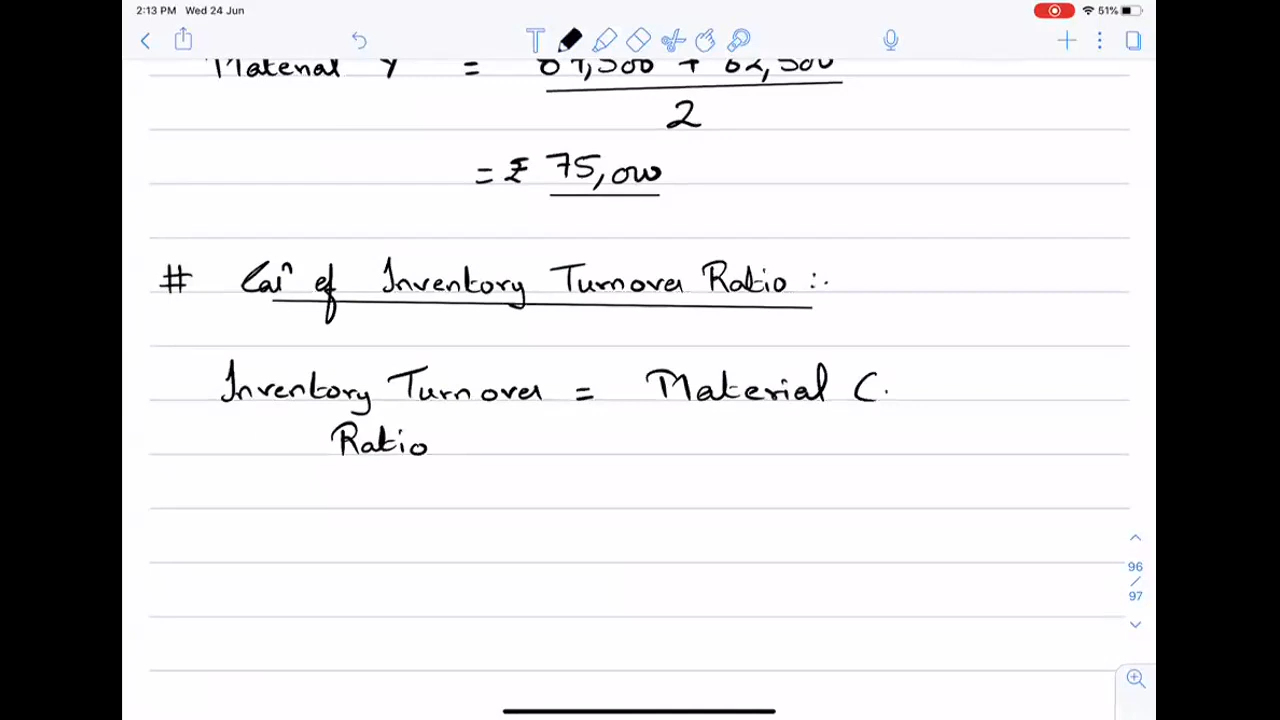 2:13 PM Wed 24 Jun
51%
Material Y =
2
= ₹ 75,000
# Calⁿ of Inventory Turnover Ratio :-
Inventory Turnover = Material C.
Ratio
96
/
97